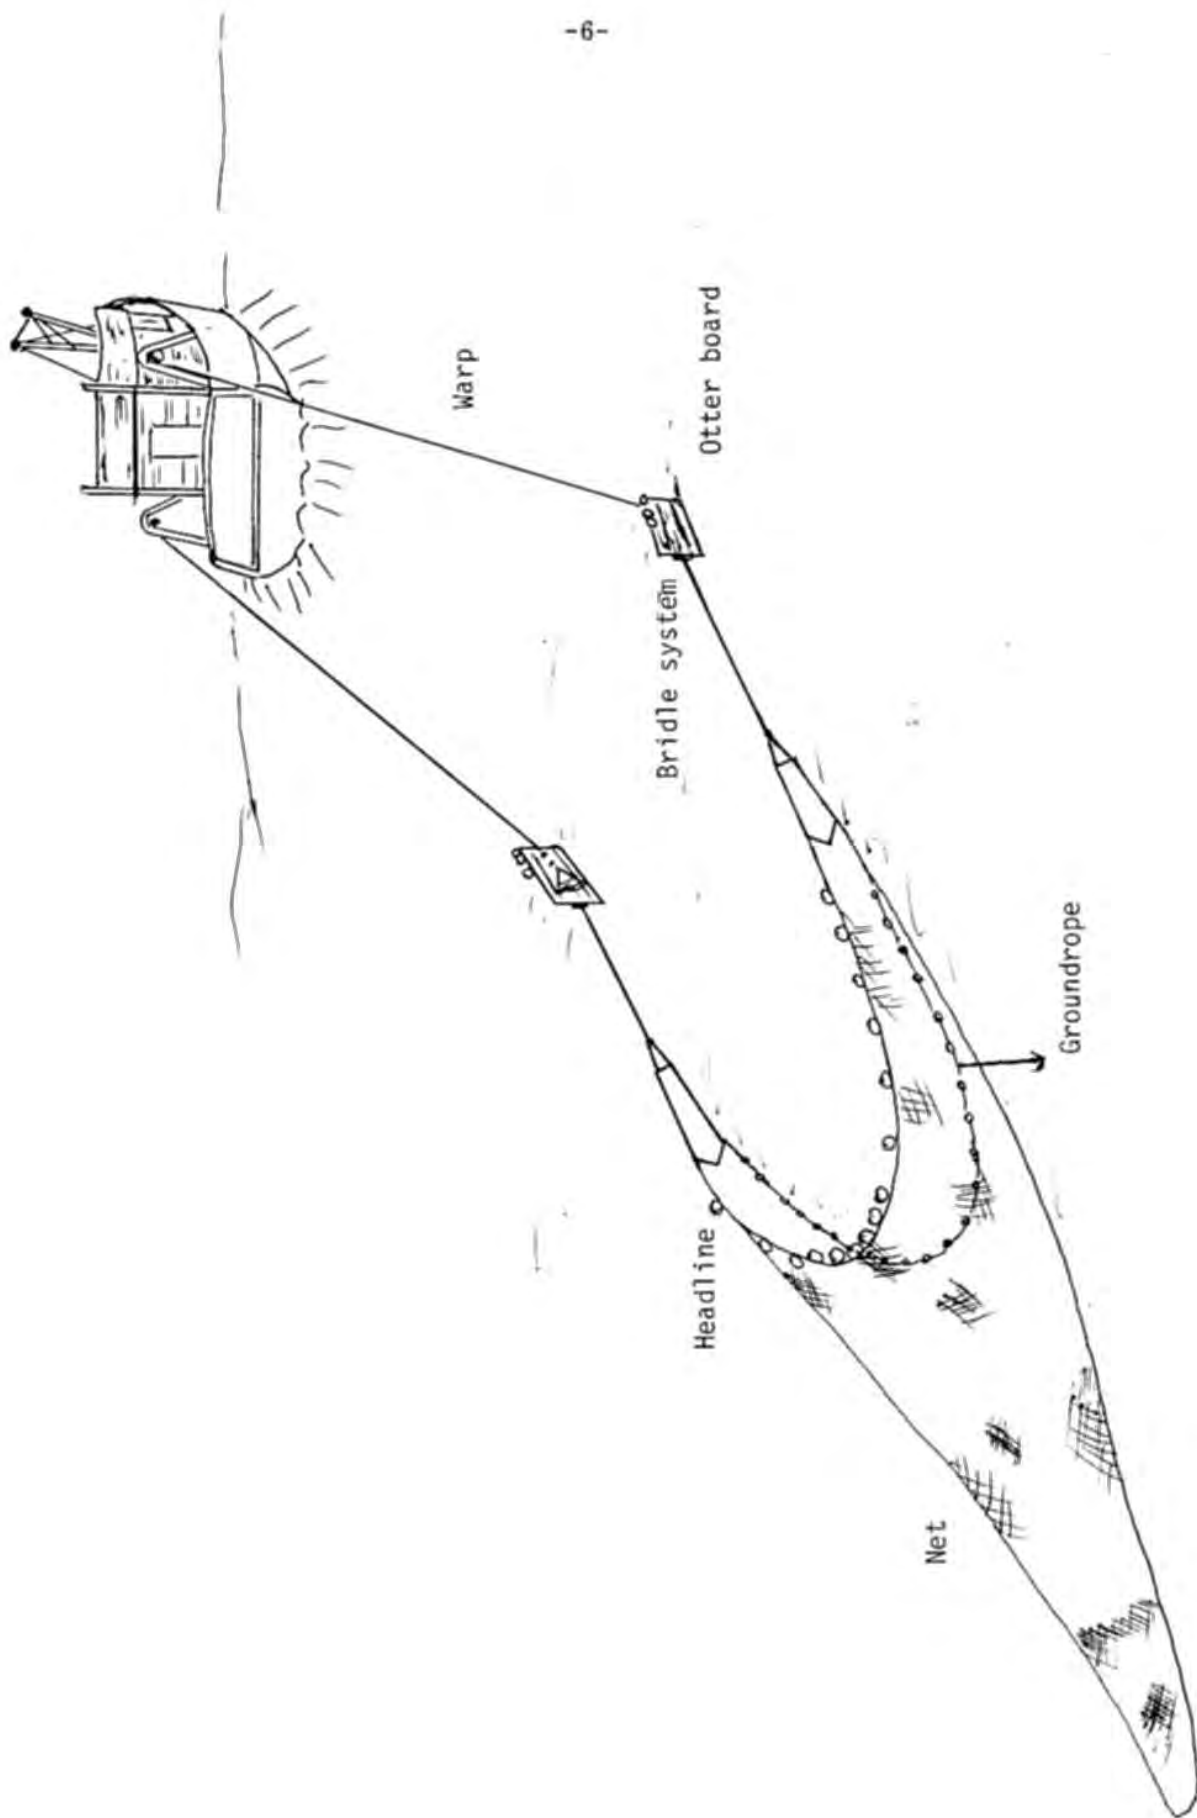 -6-
Warp
Otter board
Bridle system
Headline
Groundrope
Net